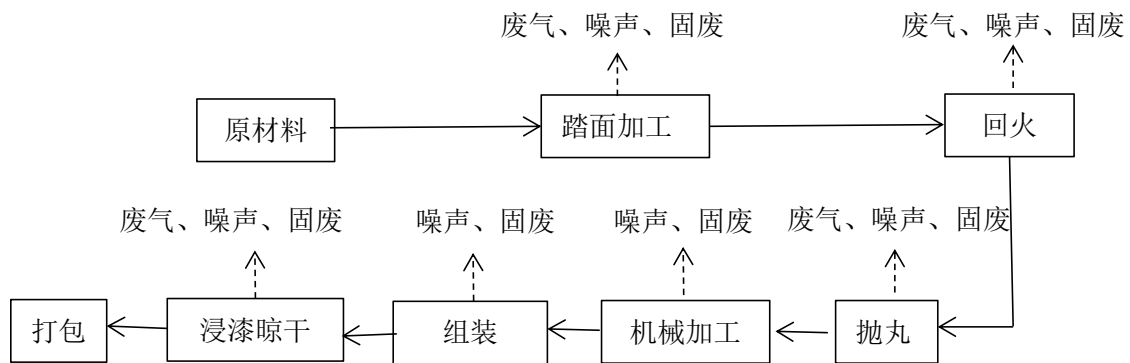 废气、噪声、固废
废气、噪声、固废
原材料
踏面加工
回火
废气、噪声、固废
噪声、固废
噪声、固废
废气、噪声、固废
打包
浸漆晾干
组装
机械加工
抛丸